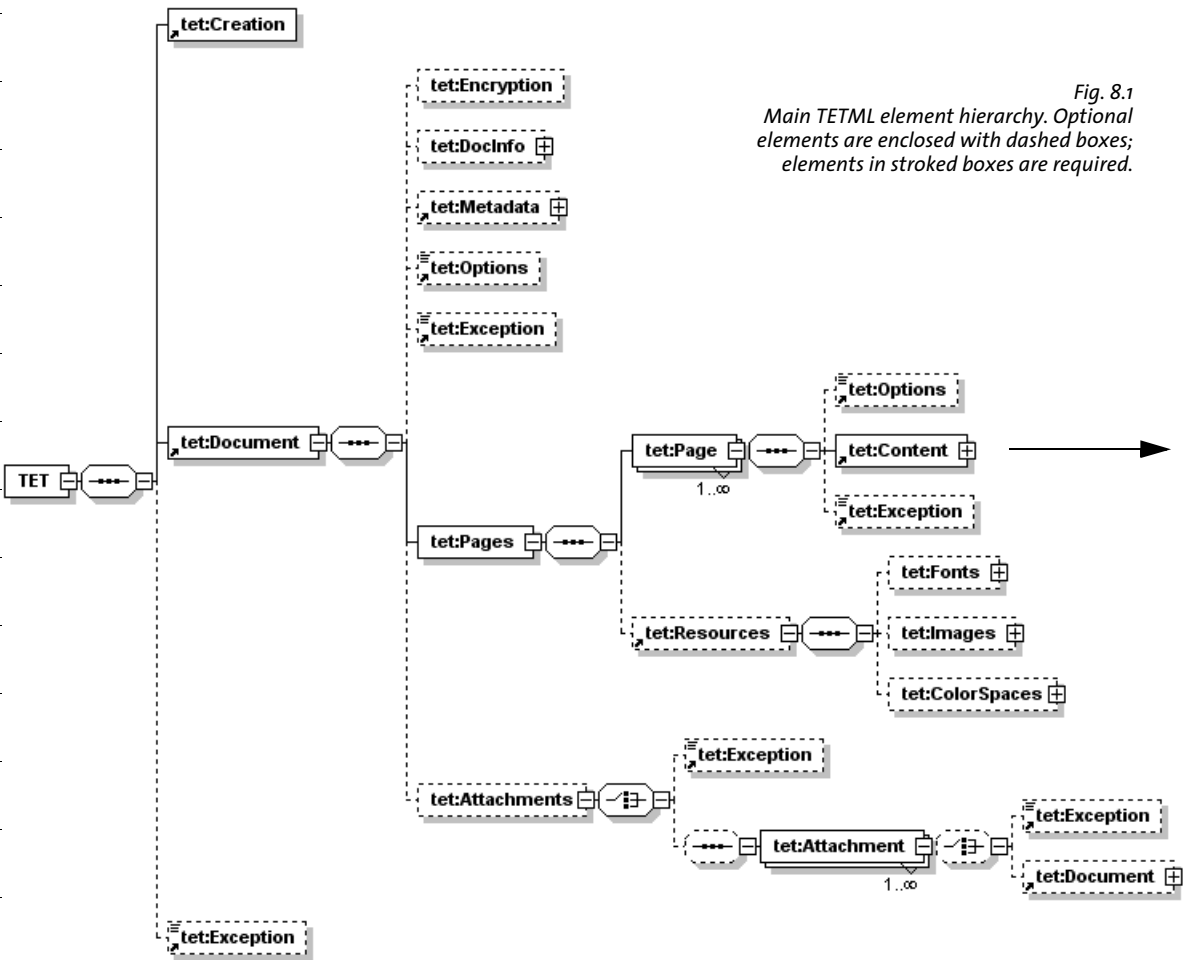 tet:Creation
tet:Encryption
Fig. 8.1
Main TETML element hierarchy. Optional
elements are enclosed with dashed boxes;
elements in stroked boxes are required.
tet:DocInfo
tet:Metadata
tet:Options
tet:Exception
tet:Options
tet:Document
tet:Page
tet:Content
TET
1..∞
tet:Exception
tet:Pages
tet:Fonts
tet:Resources
tet:Images
tet:ColorSpaces
tet:Exception
tet:Attachments
tet:Exception
tet:Attachment
tet:Document
1..∞
tet:Exception